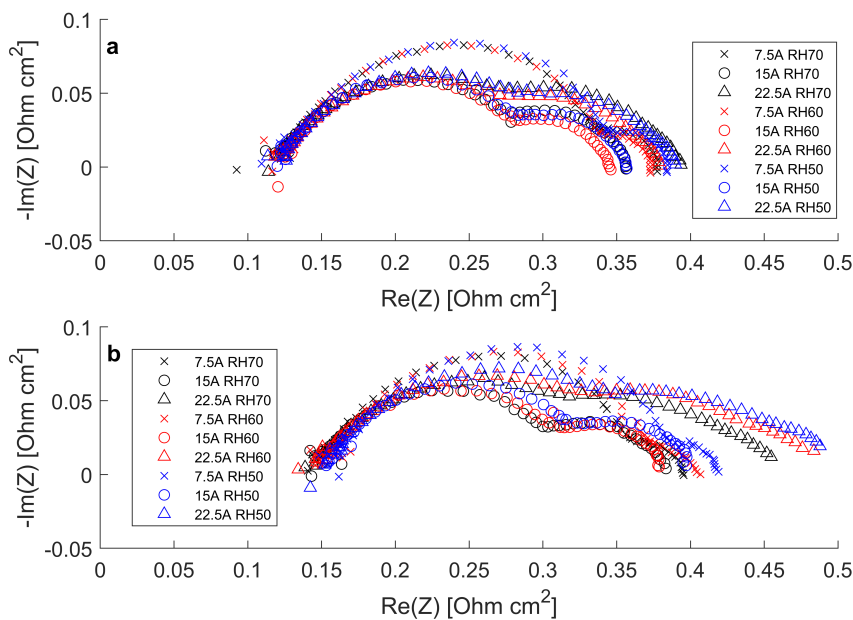 a
0.1
0.05
0
-0.05
-Im(Z) [Ohm cm²]
7.5A RH70
15A RH70
22.5A RH70
7.5A RH60
15A RH60
22.5A RH60
7.5A RH50
15A RH50
22.5A RH50
0 0.05 0.1 0.15 0.2 0.25 0.3 0.35 0.4 0.45 0.5
Re(Z) [Ohm cm²]
b
0.1
0.05
0
-0.05
-Im(Z) [Ohm cm²]
7.5A RH70
15A RH70
22.5A RH70
7.5A RH60
15A RH60
22.5A RH60
7.5A RH50
15A RH50
22.5A RH50
0 0.05 0.1 0.15 0.2 0.25 0.3 0.35 0.4 0.45 0.5
Re(Z) [Ohm cm²]